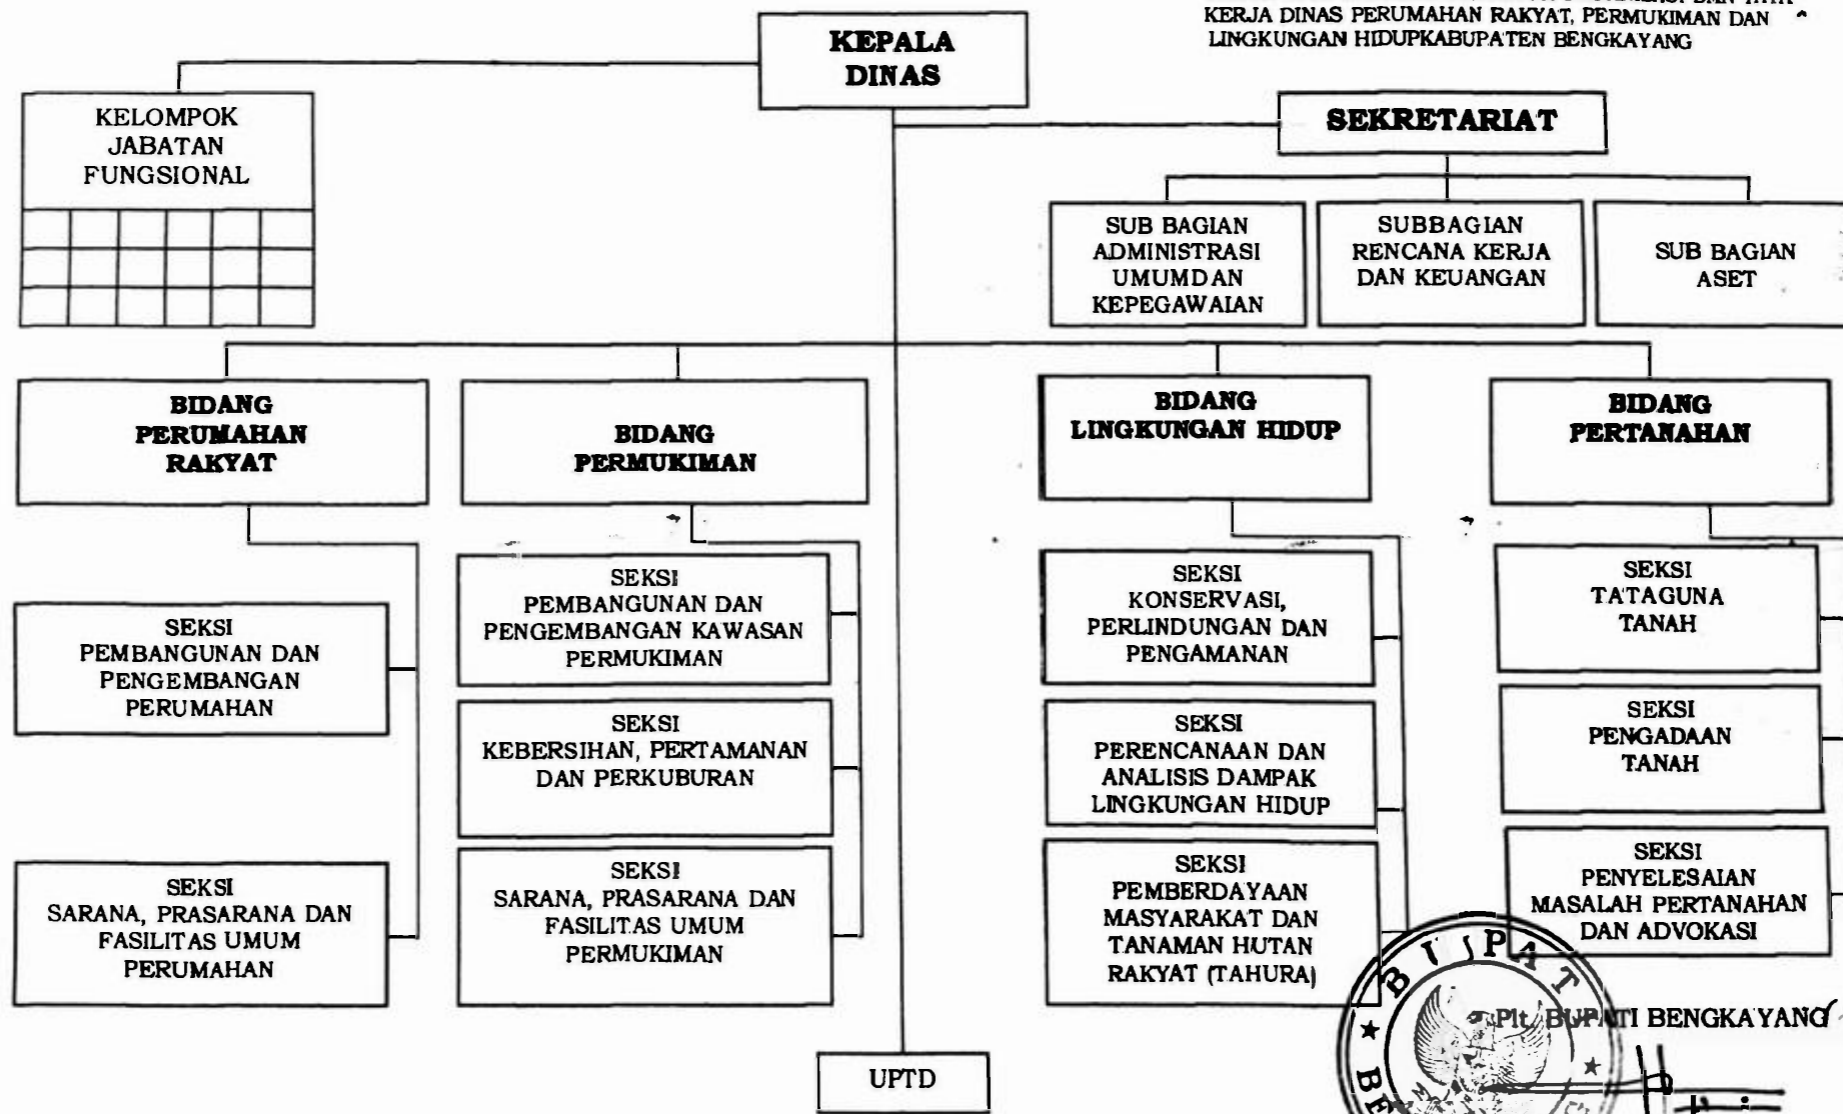 KERJA DINAS PERUMAHAN RAKYAT, PERMUKIMAN DAN
LINGKUNGAN HIDUPKABUPATEN BENGKAYANG
KEPALA
DINAS
KELOMPOK
JABATAN
FUNGSIONAL
SEKRETARIAT
SUB BAGIAN
ADMINISTRASI
UMUMDAN
KEPEGAWAIAN
SUBBAGIAN
RENCANA KERJA
DAN KEUANGAN
SUB BAGIAN
ASET
BIDANG
PERUMAHAN
RAKYAT
BIDANG
PERMUKIMAN
BIDANG
LINGKUNGAN HIDUP
BIDANG
PERTANAHAN
SEKSI
PEMBANGUNAN DAN
PENGEMBANGAN
PERUMAHAN
SEKSI
SARANA, PRASARANA DAN
FASILITAS UMUM
PERUMAHAN
SEKSI
PEMBANGUNAN DAN
PENGEMBANGAN KAWASAN
PERMUKIMAN
SEKSI
KEBERSIHAN, PERTAMANAN
DAN PERKUBURAN
SEKSI
SARANA, PRASARANA DAN
FASILITAS UMUM
PERMUKIMAN
SEKSI
KONSERVASI,
PERLINDUNGAN DAN
PENGAMANAN
SEKSI
PERENCANAAN DAN
ANALISIS DAMPAK
LINGKUNGAN HIDUP
SEKSI
PEMBERDAYAAN
MASYARAKAT DAN
TANAMAN HUTAN
RAKYAT (TAHURA)
SEKSI
TATAGUNA
TANAH
SEKSI
PENGADAAN
TANAH
SEKSI
PENYELESAIAN
MASALAH PERTANAHAN
DAN ADVOKASI
UPTD
Plt. BUPATI BENGKAYANG
BUPATI